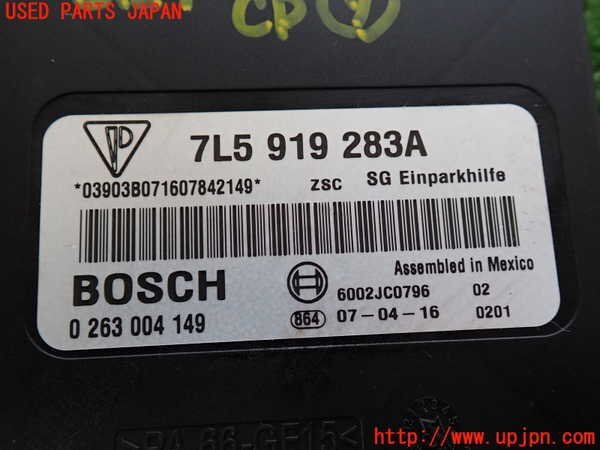 USED PARTS JAPAN
7L5 919 283A
*03903B071607842149*
ZSC SG Einparkhilfe
BOSCH
Assembled in Mexico
6002JC0796 02
0 263 004 149
864
07-04-16 0201
>PA 66-GF15<
www.upjpn.com